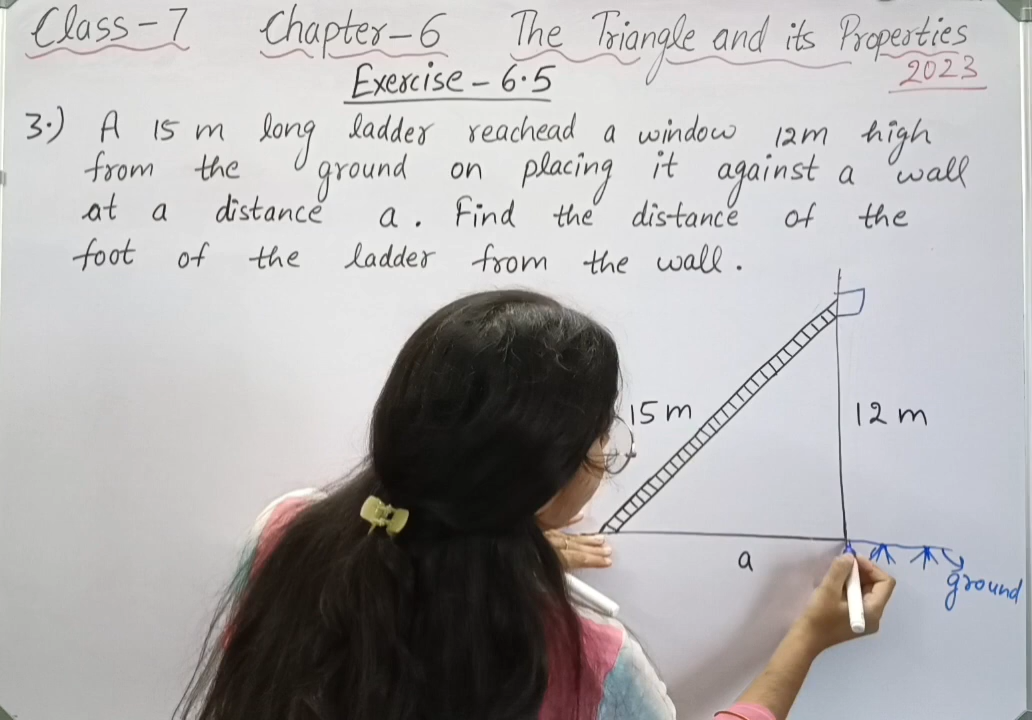 Class-7 Chapter-6 The Triangle and its Properties
Exercise - 6.5
2023
3.) A 15 m long ladder reachead a window 12m high
from the ground on placing it against a wall
at a distance a. Find the distance of the
foot of the ladder from the wall.
15 m
12 m
a
ground